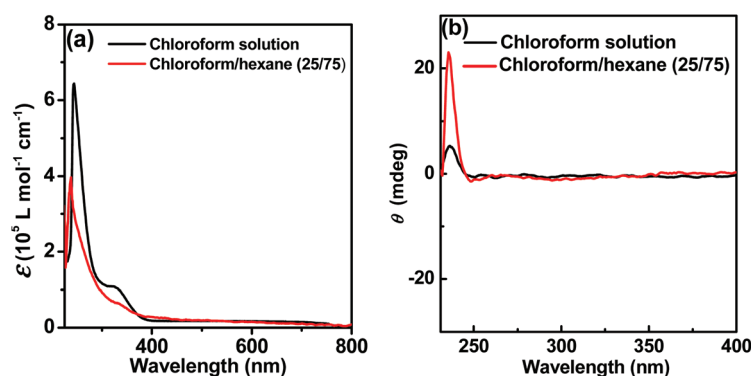 (a)
Chloroform solution
Chloroform/hexane (25/75)
ε (10⁵ L mol⁻¹ cm⁻¹)
8
6
4
2
0
400
600
800
Wavelength (nm)
(b)
Chloroform solution
Chloroform/hexane (25/75)
θ (mdeg)
20
0
-20
250
300
350
400
Wavelength (nm)